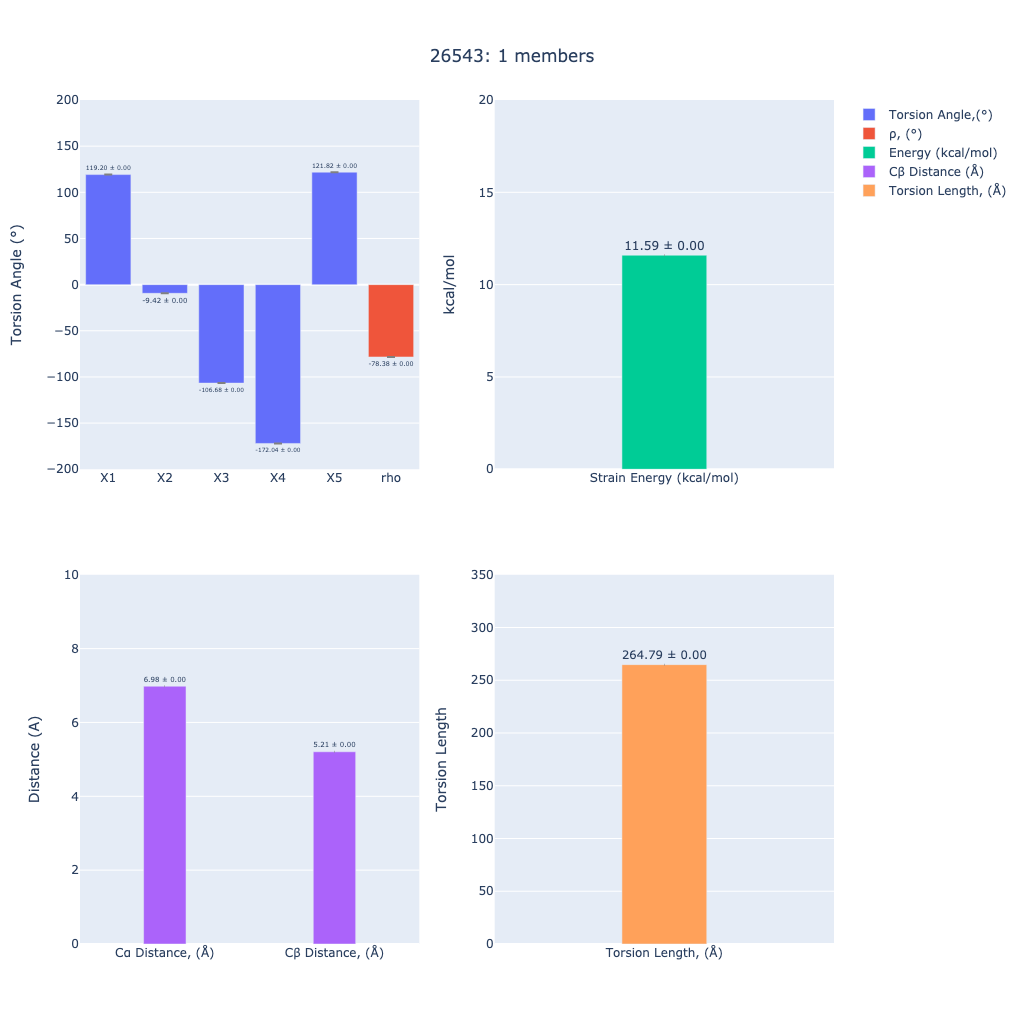 26543: 1 members
Torsion Angle (°)
200
150
100
50
0
−50
−100
−150
−200
119.20 ± 0.00
-9.42 ± 0.00
-106.68 ± 0.00
-172.04 ± 0.00
121.82 ± 0.00
-78.38 ± 0.00
X1 X2 X3 X4 X5 rho
kcal/mol
20
15
10
5
0
11.59 ± 0.00
Strain Energy (kcal/mol)
Torsion Angle,(°)
ρ, (°)
Energy (kcal/mol)
Cβ Distance (Å)
Torsion Length, (Å)
Distance (A)
10
8
6
4
2
0
6.98 ± 0.00
5.21 ± 0.00
Cα Distance, (Å) Cβ Distance, (Å)
Torsion Length
350
300
250
200
150
100
50
0
264.79 ± 0.00
Torsion Length, (Å)